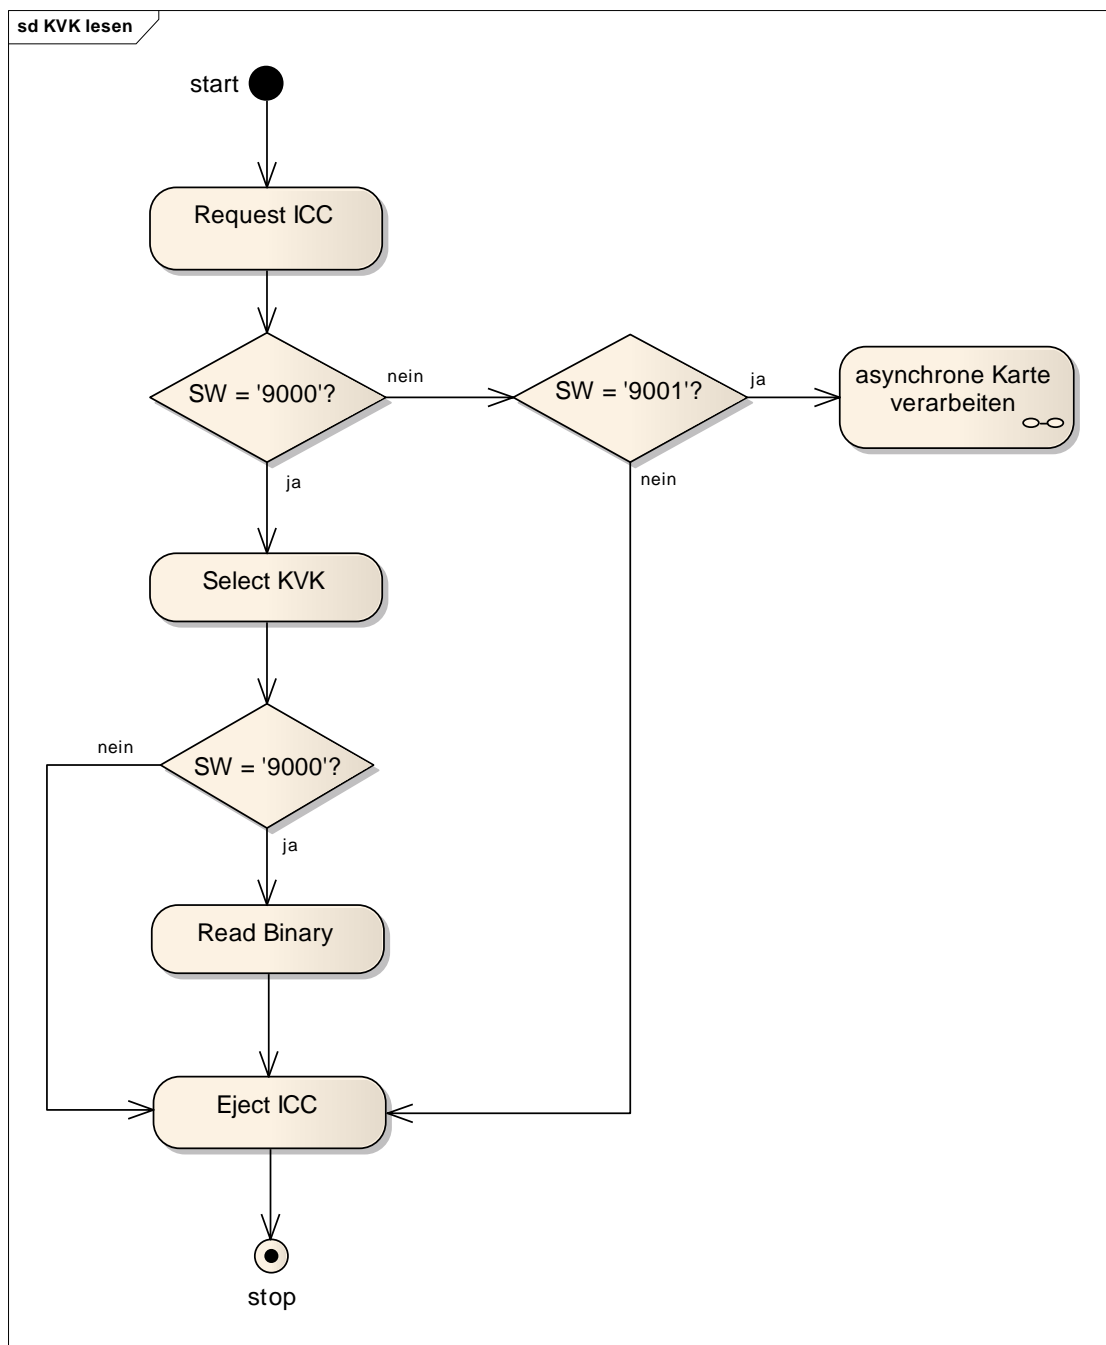 sd KVK lesen
start
Request ICC
SW = '9000'?
nein
SW = '9001'?
ja
asynchrone Karte
verarbeiten
ja
nein
Select KVK
nein
SW = '9000'?
ja
Read Binary
Eject ICC
stop